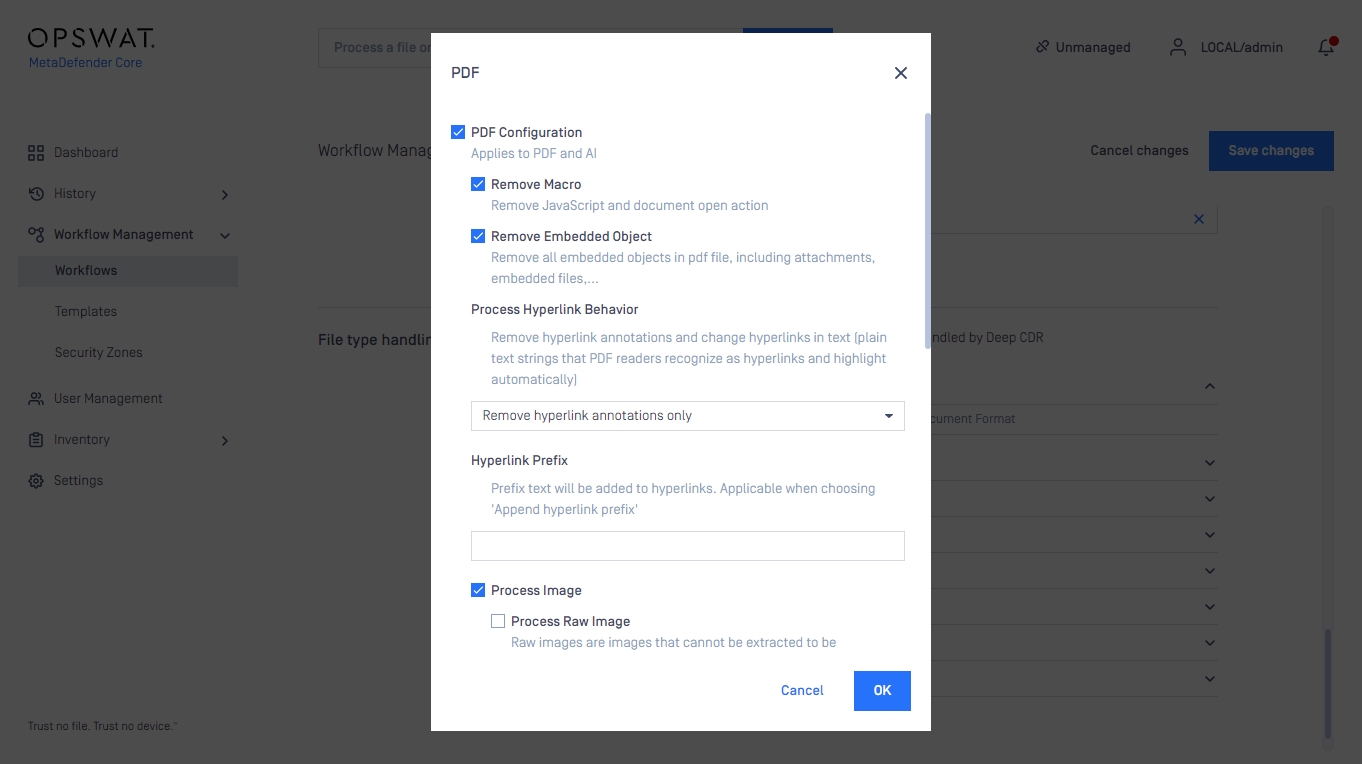 OPSWAT.
MetaDefender Core
Process a file or
Unmanaged
LOCAL/admin
Dashboard
History
Workflow Management
Workflows
Templates
Security Zones
User Management
Inventory
Settings
Trust no file. Trust no device.
Workflow Manag
Cancel changes
Save changes
File type handlin
ndled by Deep CDR
cument Format
PDF
PDF Configuration
Applies to PDF and AI
Remove Macro
Remove JavaScript and document open action
Remove Embedded Object
Remove all embedded objects in pdf file, including attachments,
embedded files,...
Process Hyperlink Behavior
Remove hyperlink annotations and change hyperlinks in text (plain
text strings that PDF readers recognize as hyperlinks and highlight
automatically)
Remove hyperlink annotations only
Hyperlink Prefix
Prefix text will be added to hyperlinks. Applicable when choosing
'Append hyperlink prefix'
Process Image
Process Raw Image
Raw images are images that cannot be extracted to be
Cancel
OK